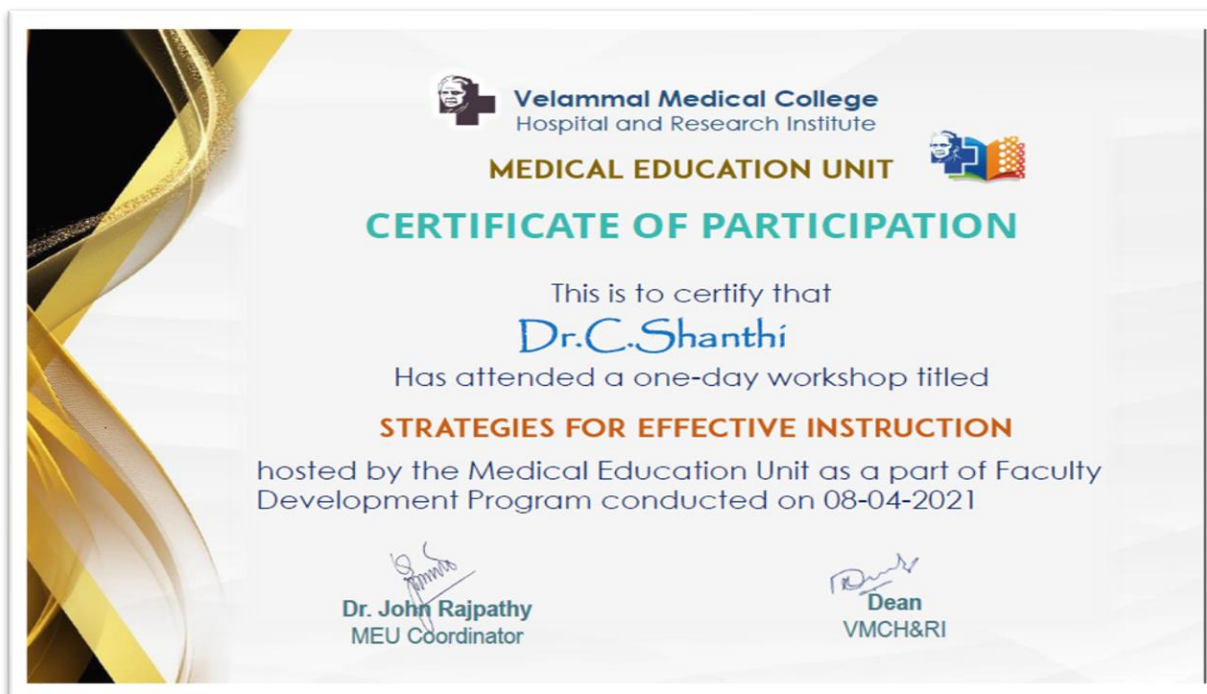 Velammal Medical College
Hospital and Research Institute
MEDICAL EDUCATION UNIT
CERTIFICATE OF PARTICIPATION
This is to certify that
Dr.C.Shanthi
Has attended a one-day workshop titled
STRATEGIES FOR EFFECTIVE INSTRUCTION
hosted by the Medical Education Unit as a part of Faculty
Development Program conducted on 08-04-2021
Dr. John Rajpathy
MEU Coordinator
Dean
VMCH&RI